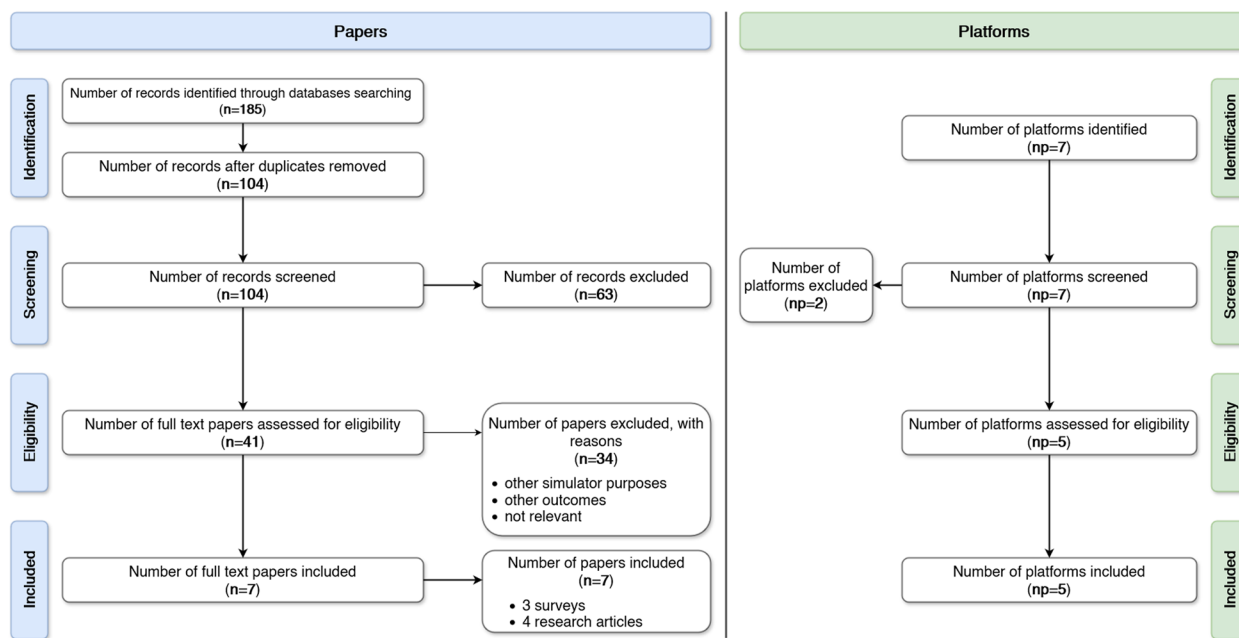 Papers
Identification
Number of records identified through databases searching
(n=185)
Number of records after duplicates removed
(n=104)
Screening
Number of records screened
(n=104)
Number of records excluded
(n=63)
Eligibility
Number of full text papers assessed for eligibility
(n=41)
Number of papers excluded, with
reasons
(n=34)
• other simulator purposes
• other outcomes
• not relevant
Included
Number of full text papers included
(n=7)
Number of papers included
(n=7)
• 3 surveys
• 4 research articles
Platforms
Identification
Number of platforms identified
(np=7)
Screening
Number of platforms screened
(np=7)
Number of
platforms excluded
(np=2)
Eligibility
Number of platforms assessed for eligibility
(np=5)
Included
Number of platforms included
(np=5)